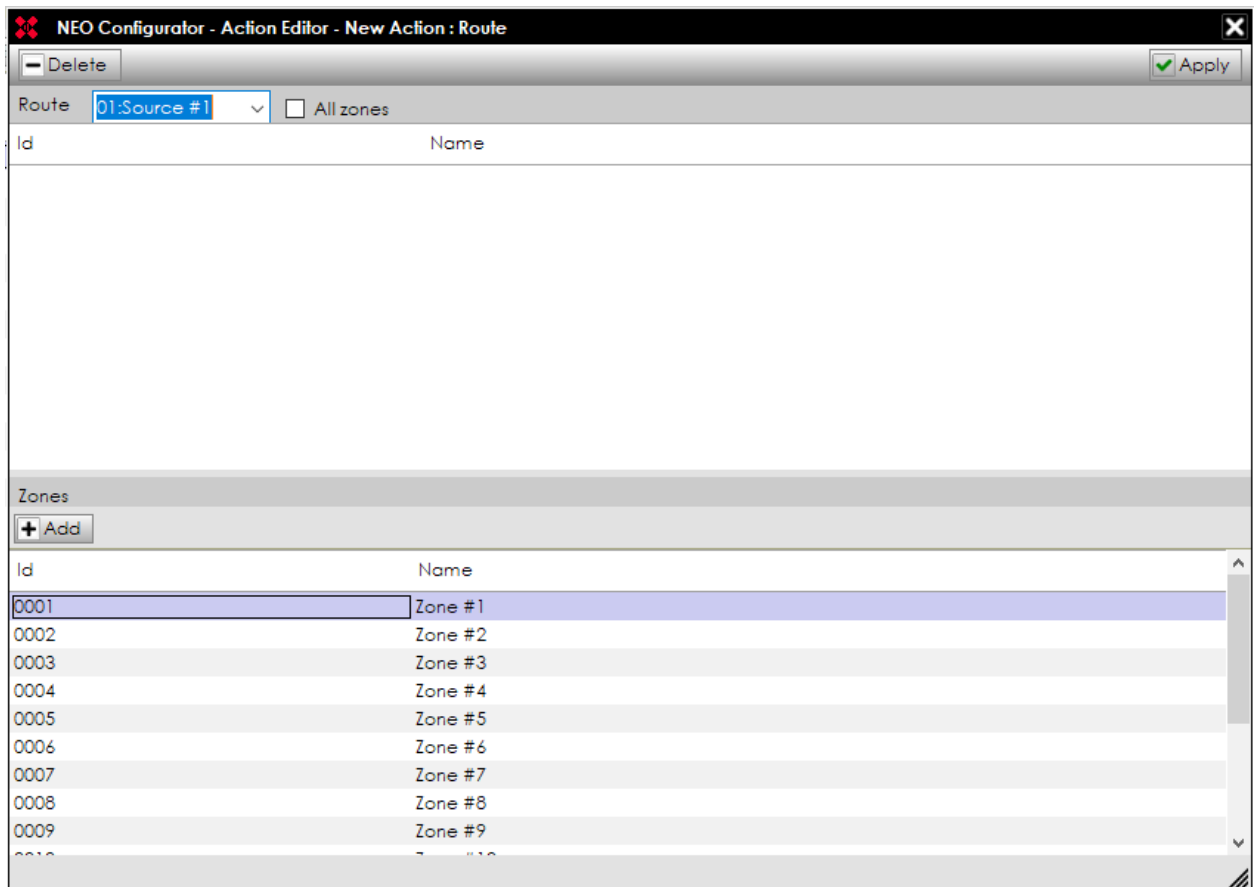 NEO Configurator - Action Editor - New Action : Route
Delete Apply
Route 01:Source #1 All zones
Id Name
Zones
Add
Id Name
0001 Zone #1
0002 Zone #2
0003 Zone #3
0004 Zone #4
0005 Zone #5
0006 Zone #6
0007 Zone #7
0008 Zone #8
0009 Zone #9